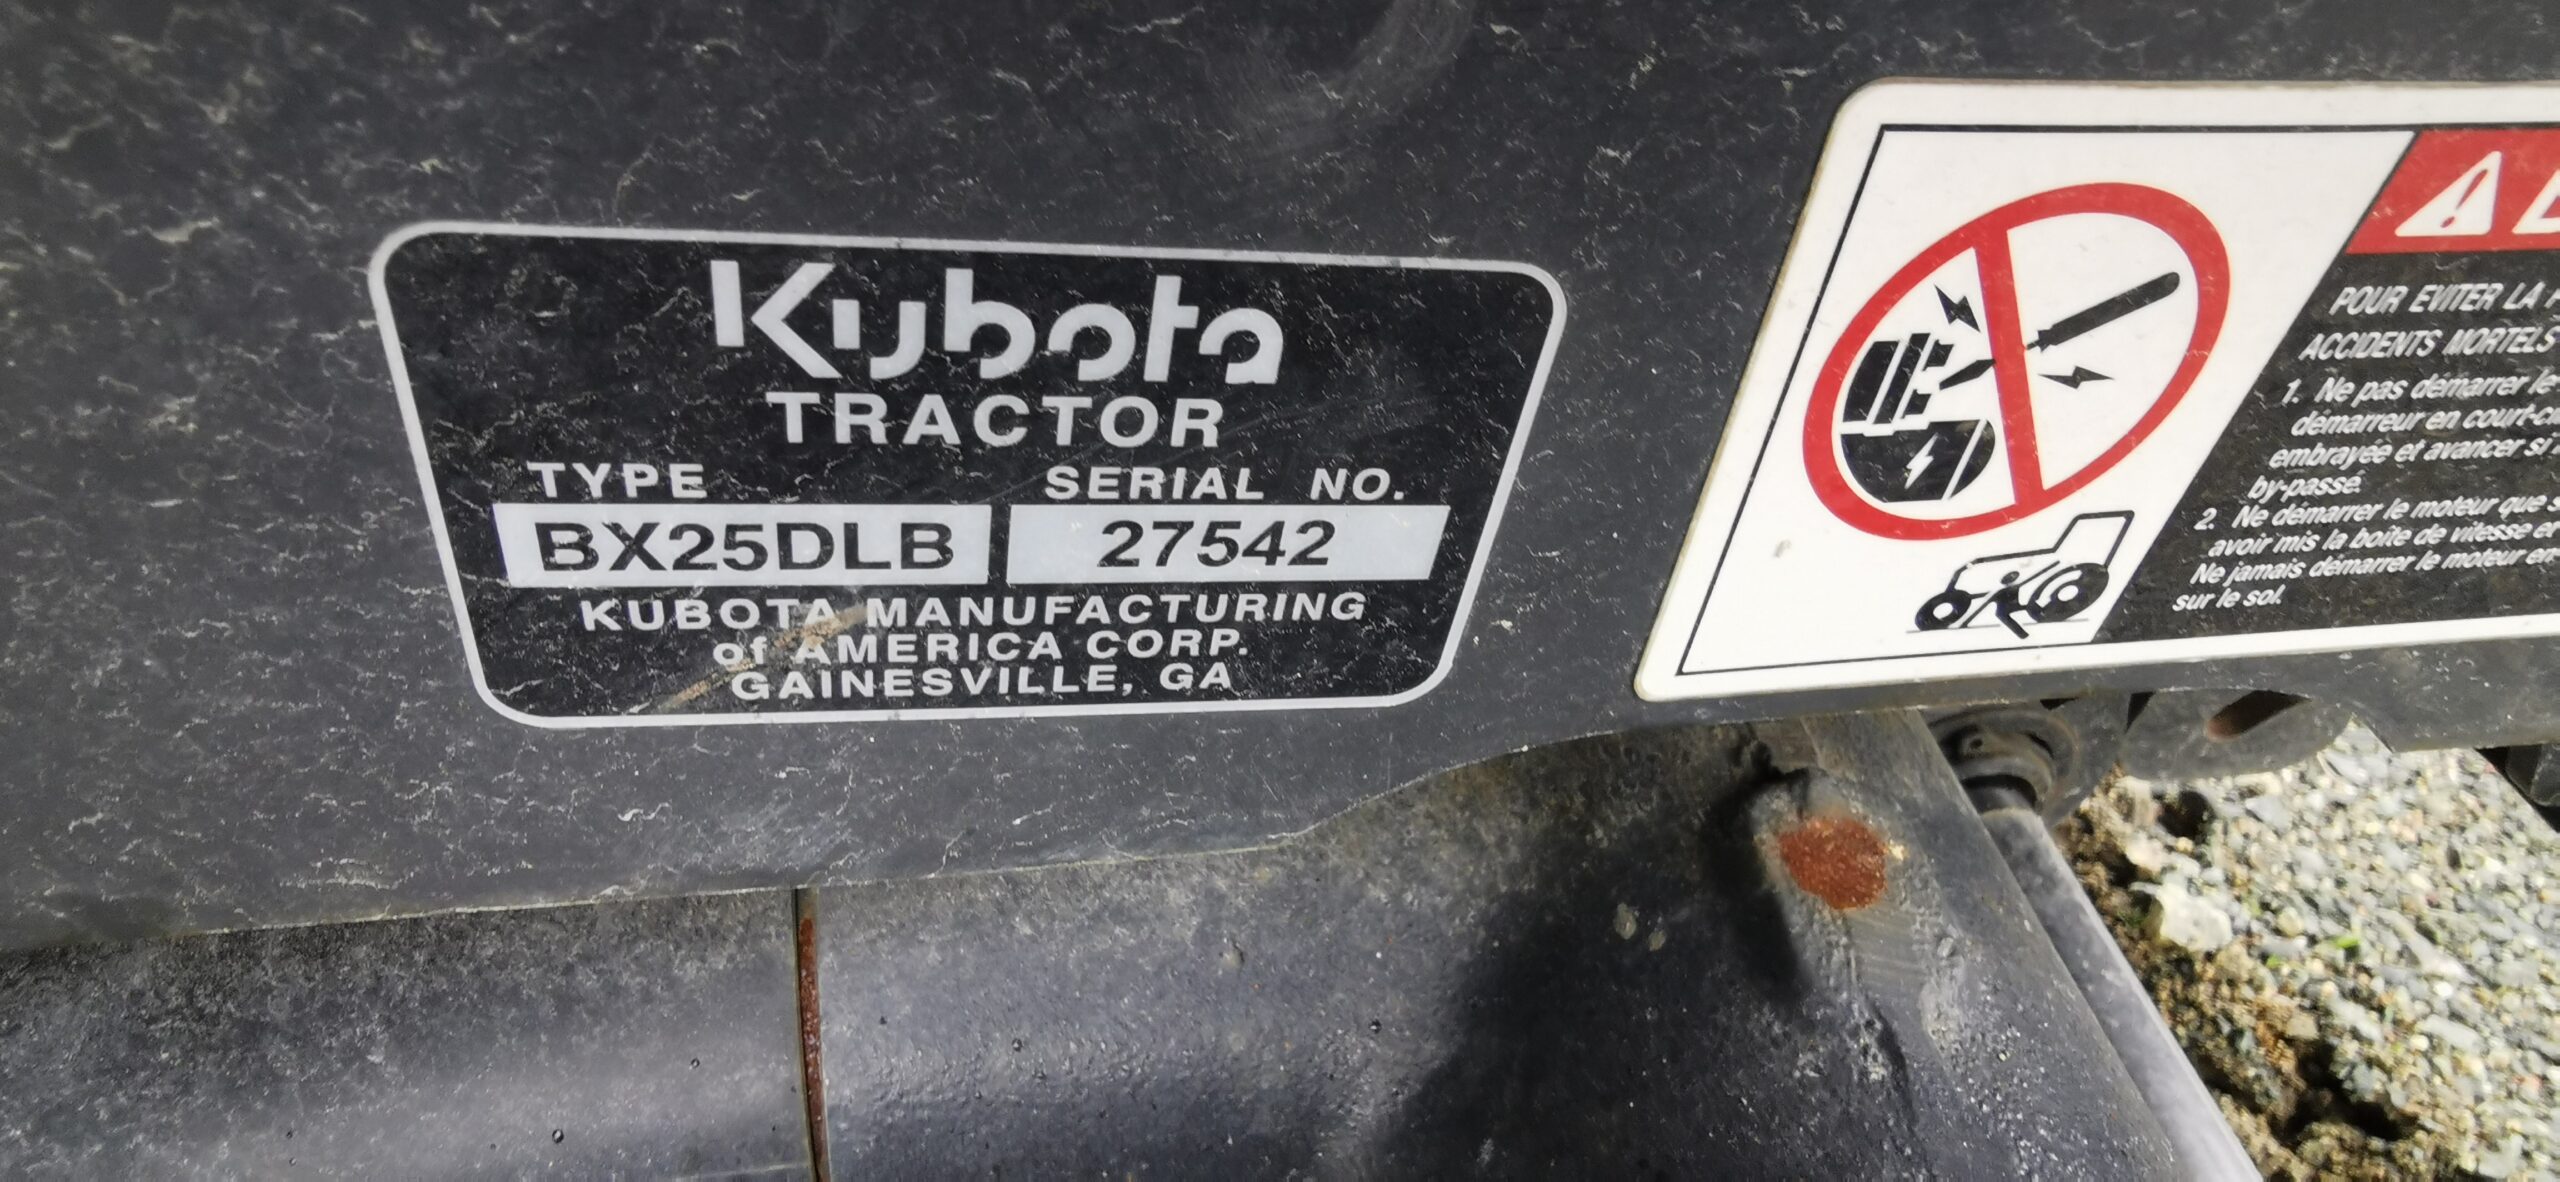 Kubota
TRACTOR
TYPE SERIAL NO.
BX25DLB 27542
KUBOTA MANUFACTURING
of AMERICA CORP.
GAINESVILLE, GA
POUR EVITER LA
ACCIDENTS MORTELS
1. Ne pas démarrer le
démarreur en
embrayée et avancer si
by-passé.
2. Ne démarrer le moteur que
avoir mis la boîte de vitesse
Ne jamais démarrer le moteur
sur le sol.